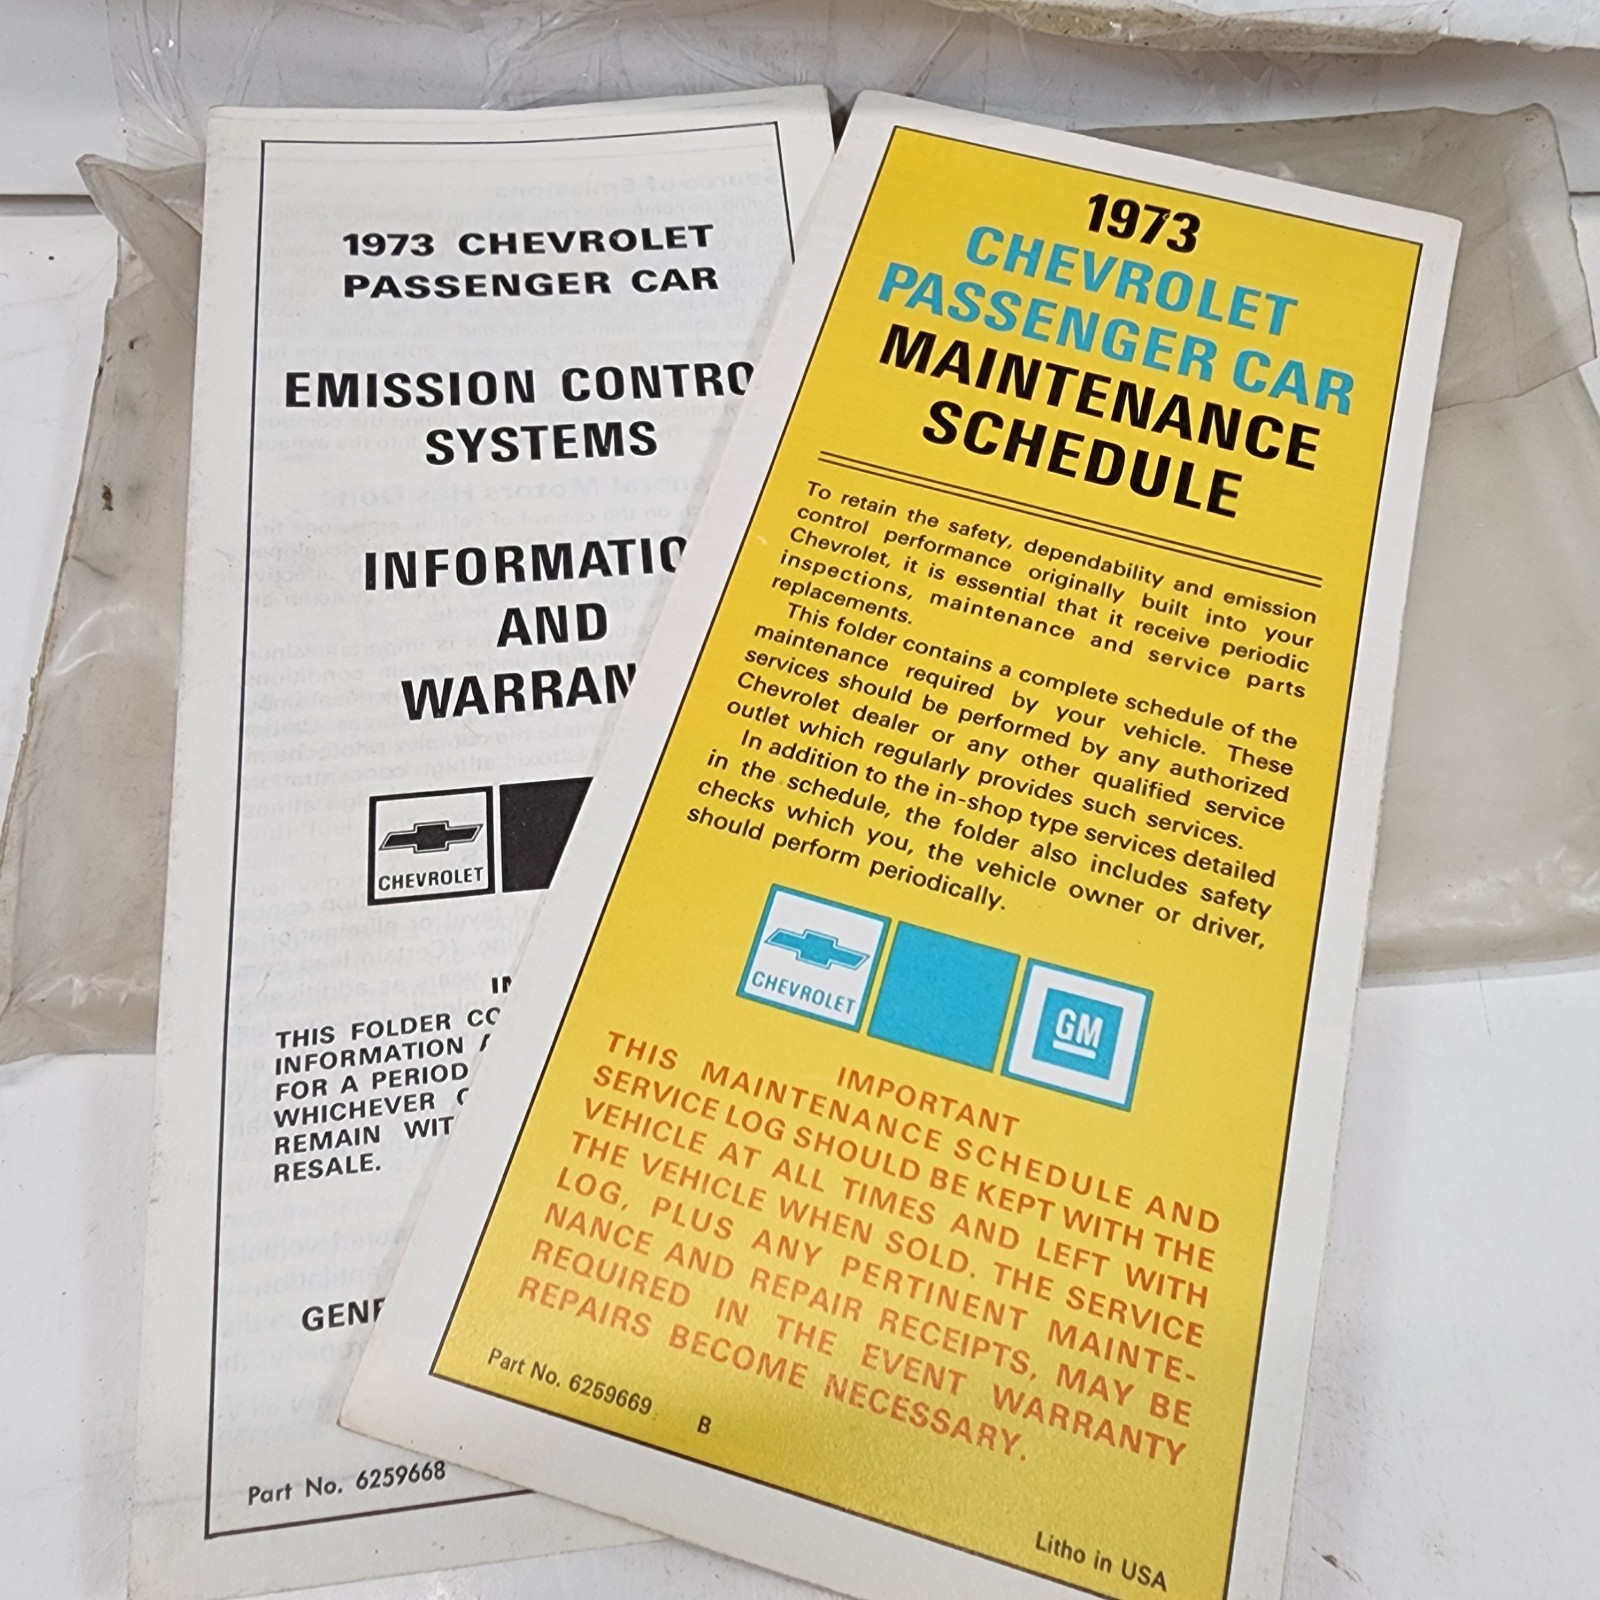 1973 CHEVROLET
PASSENGER CAR
EMISSION CONTRO
SYSTEMS
INFORMATIO
AND
WARRAN
CHEVROLET
IN
THIS FOLDER CO
INFORMATION
FOR A PERIOD
WHICHEVER
REMAIN WIT
RESALE.
GENE
Part No. 6259668
1973
CHEVROLET
PASSENGER CAR
MAINTENANCE
SCHEDULE
To retain the safety, dependability and emission
control performance originally built into your
Chevrolet, it is essential that it receive periodic
inspections, maintenance and service parts
replacements.
This folder contains a complete schedule of the
maintenance required by your vehicle. These
services should be performed by any authorized
Chevrolet dealer or any other qualified service
outlet which regularly provides such services.
In addition to the in-shop type services detailed
in the schedule, the folder also includes safety
checks which you, the vehicle owner or driver,
should perform periodically.
CHEVROLET
GM
IMPORTANT
THIS MAINTENANCE SCHEDULE AND
SERVICE LOG SHOULD BE KEPT WITH THE
VEHICLE AT ALL TIMES AND LEFT WITH
THE VEHICLE WHEN SOLD. THE SERVICE
LOG, PLUS ANY PERTINENT MAINTE-
NANCE AND REPAIR RECEIPTS, MAY BE
REQUIRED IN THE EVENT WARRANTY
REPAIRS BECOME NECESSARY.
Part No. 6259669 B
Litho in USA